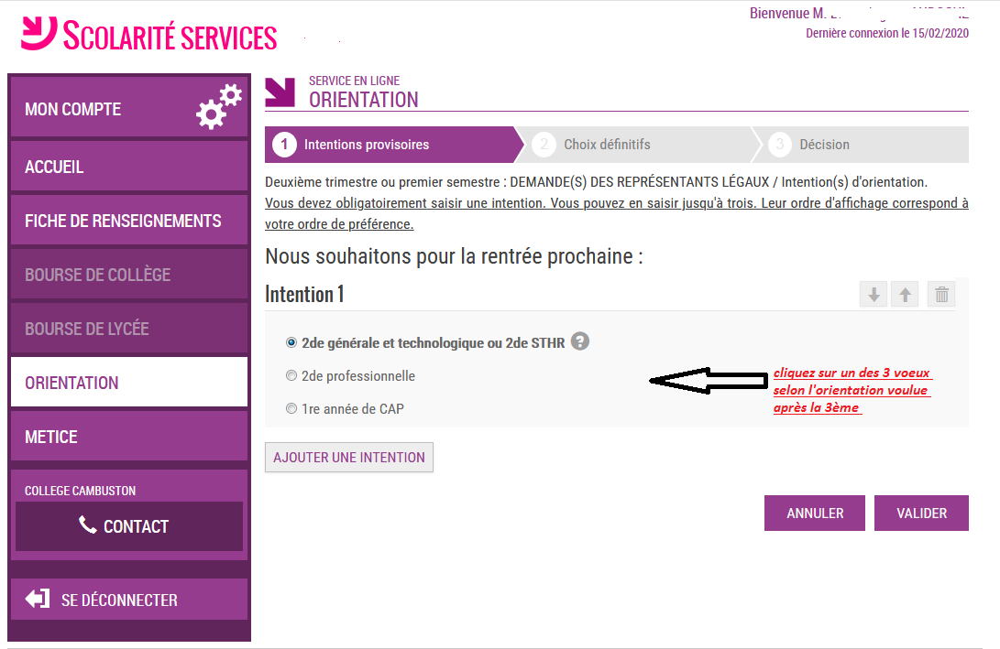 SCOLARITÉ SERVICES
Bienvenue M.
Dernière connexion le 15/02/2020
MON COMPTE
ACCUEIL
FICHE DE RENSEIGNEMENTS
BOURSE DE COLLÈGE
BOURSE DE LYCÉE
ORIENTATION
METICE
COLLEGE CAMBUSTON
CONTACT
SE DÉCONNECTER
SERVICE EN LIGNE
ORIENTATION
1 Intentions provisoires
2 Choix définitifs
3 Décision
Deuxième trimestre ou premier semestre : DEMANDE(S) DES REPRÉSENTANTS LÉGAUX / Intention(s) d'orientation.
Vous devez obligatoirement saisir une intention. Vous pouvez en saisir jusqu'à trois. Leur ordre d'affichage correspond à
votre ordre de préférence.
Nous souhaitons pour la rentrée prochaine :
Intention 1
2de générale et technologique ou 2de STHR ?
2de professionnelle
1re année de CAP
cliquez sur un des 3 voeux
selon l'orientation voulue
après la 3ème
AJOUTER UNE INTENTION
ANNULER
VALIDER